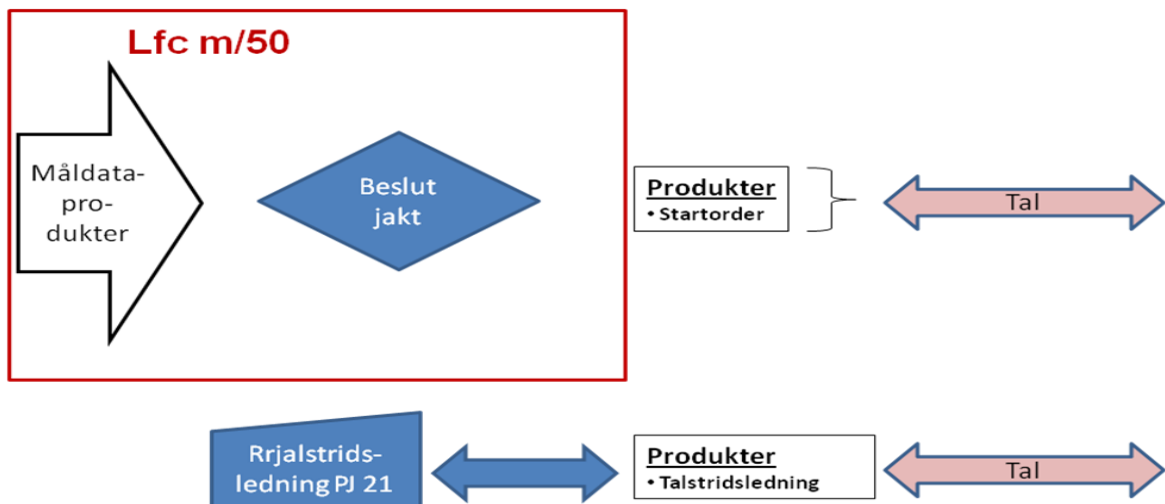 Lfc m/50
Måldata-
pro-
dukter
Beslut
jakt
Produkter
• Startorder
Tal
Rrjalstrids-
ledning PJ 21
Produkter
• Talstridsledning
Tal